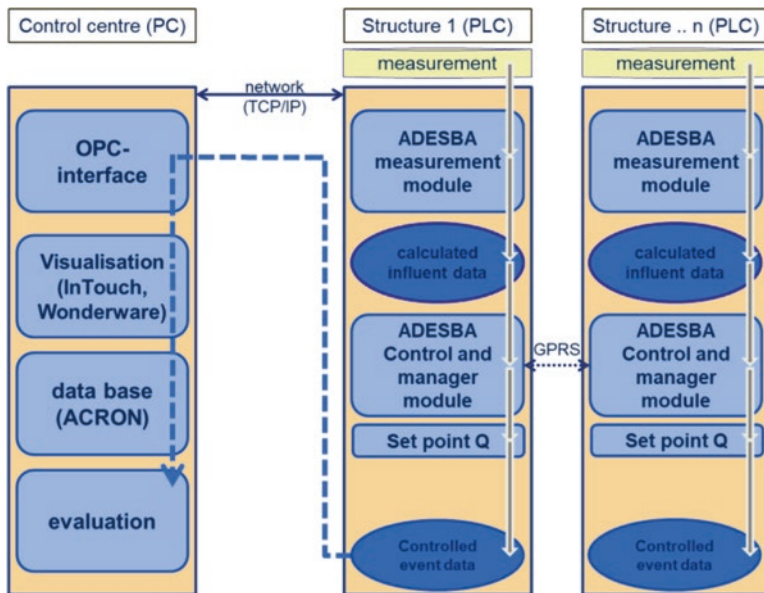 Control centre (PC)
Structure 1 (PLC)
Structure .. n (PLC)
measurement
measurement
network
(TCP/IP)
OPC-
interface
Visualisation
(InTouch,
Wonderware)
data base
(ACRON)
evaluation
ADESBA
measurement
module
calculated
influent data
ADESBA
Control and
manager
module
Set point Q
Controlled
event data
GPRS
ADESBA
measurement
module
calculated
influent data
ADESBA
Control and
manager
module
Set point Q
Controlled
event data